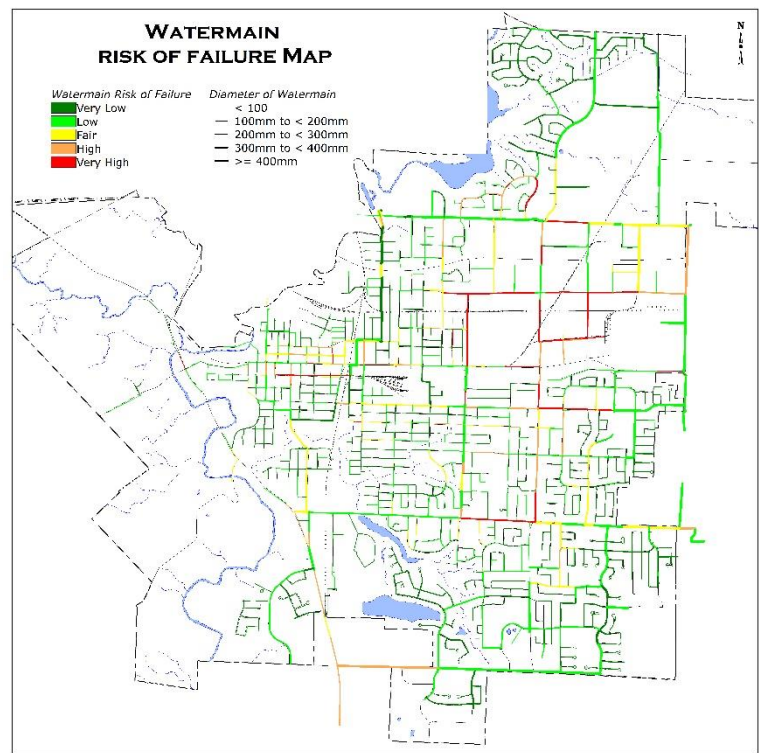 WATERMAIN
RISK OF FAILURE MAP
Watermain Risk of Failure
Very Low
Low
Fair
High
Very High
Diameter of Watermain
< 100
100mm to < 200mm
200mm to < 300mm
300mm to < 400mm
>= 400mm
N